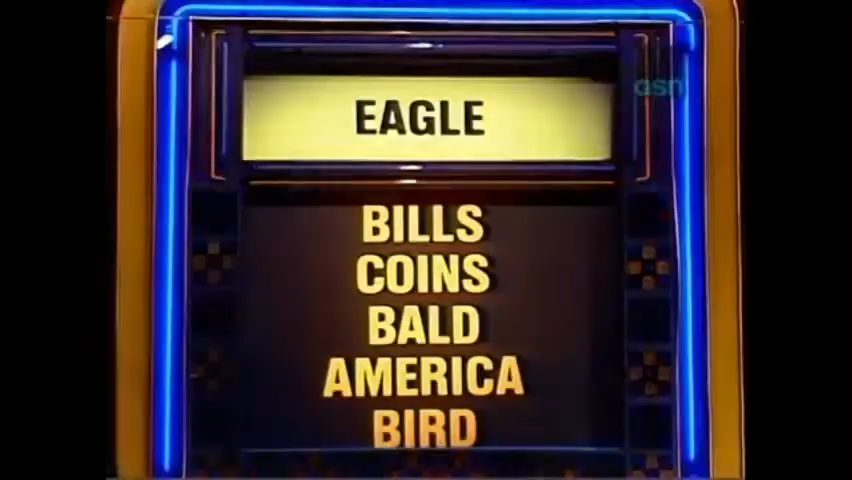 EAGLE
gsn
BILLS
COINS
BALD
AMERICA
BIRD